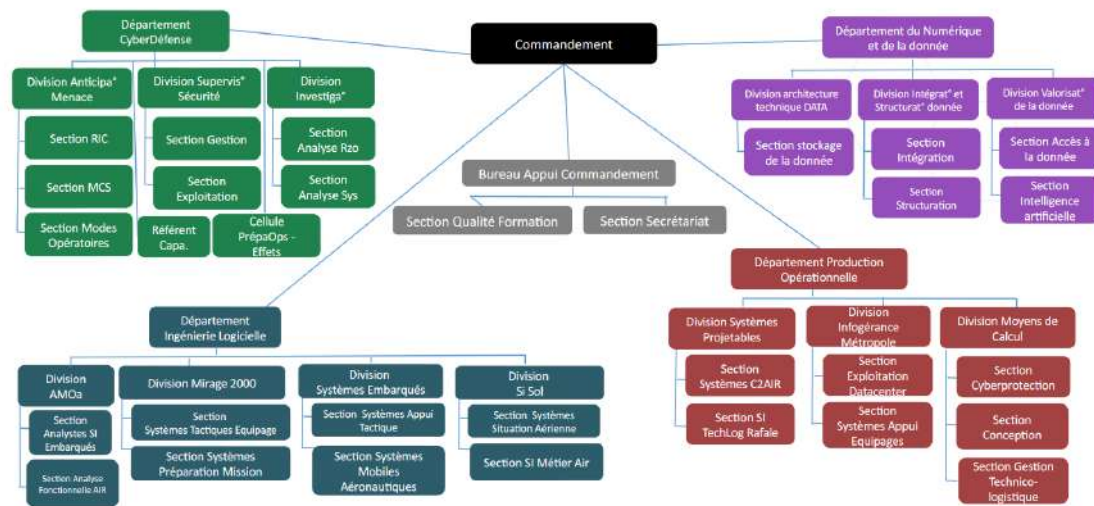 Département
CyberDéfense
Commandement
Département du Numérique
et de la donnée
Division Anticipa°
Menace
Division Supervis°
Sécurité
Division
Investiga°
Section RIC
Section MCS
Section Modes
Opératoires
Section Gestion
Section
Exploitation
Section
Analyse Rzo
Section
Analyse Sys
Référent
Capa.
Cellule
PrépaOps -
Effets
Division architecture
technique DATA
Division Intégrat° et
Structurat° donnée
Division Valorisat°
de la donnée
Section stockage
de la donnée
Section
Intégration
Section
Structuration
Section Accès à
la donnée
Section
Intelligence
artificielle
Bureau Appui Commandement
Section Qualité Formation
Section Secrétariat
Département
Ingénierie Logicielle
Division
AMOa
Division Mirage 2000
Division
Systèmes Embarqués
Division
Si Sol
Section
Analystes SI
Embarqués
Section Analyse
Fonctionnelle AIR
Section
Systèmes Tactiques Equipage
Section Systèmes
Préparation Mission
Section Systèmes Appui
Tactique
Section Systèmes
Mobiles
Aéronautiques
Section Systèmes
Situation Aérienne
Section SI Métier Air
Département Production
Opérationnelle
Division Systèmes
Projetables
Division
Infogérance
Métropole
Division Moyens de
Calcul
Section
Systèmes C2AIR
Section SI
TechLog Rafale
Section
Exploitation
Datacenter
Section
Systèmes Appui
Equipages
Section
Cyberprotection
Section
Conception
Section Gestion
Technico-
logistique